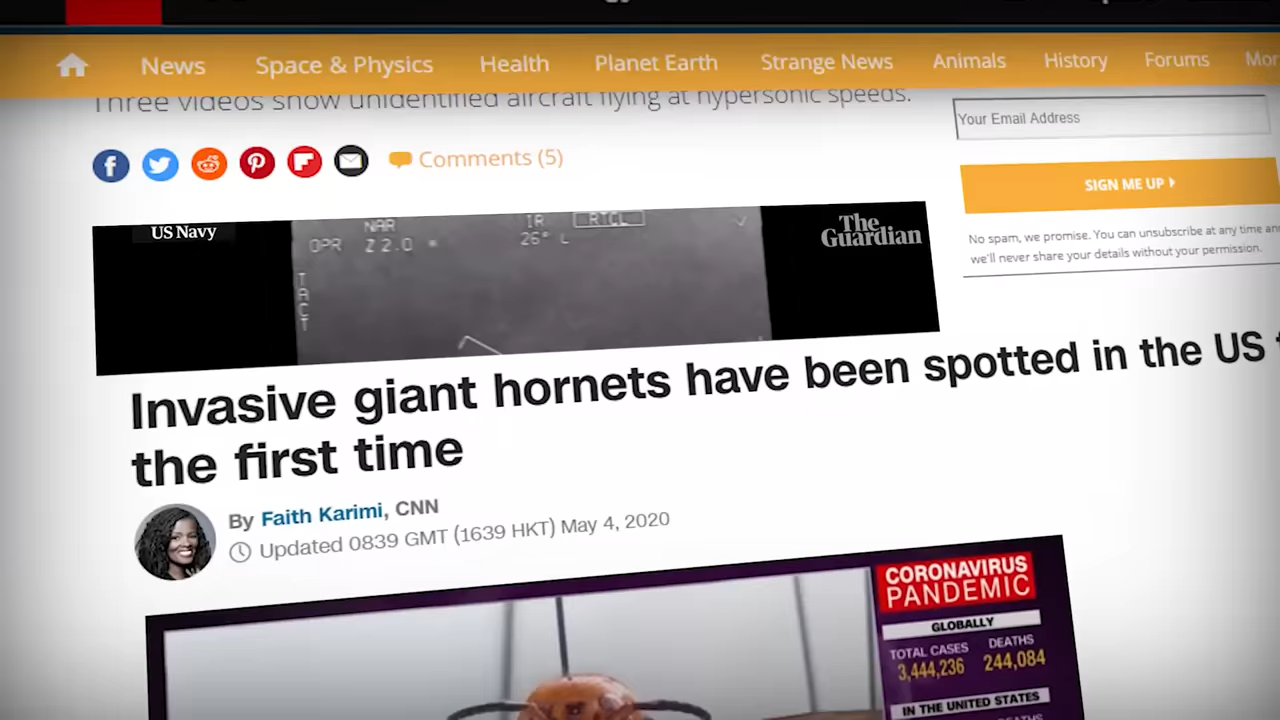 News Space & Physics Health Planet Earth Strange News Animals History Forums
Three videos show unidentified aircraft flying at hypersonic speeds.
Your Email Address
Comments (5)
SIGN ME UP
No spam, we promise. You can unsubscribe at any time and
we'll never share your details without your permission.
US Navy
NAR
IR
RTCL
OPR Z 2.0
26° L
TACT
The
Guardian
Invasive giant hornets have been spotted in the US
the first time
By Faith Karimi, CNN
Updated 0839 GMT (1639 HKT) May 4, 2020
CORONAVIRUS
PANDEMIC
GLOBALLY
TOTAL CASES DEATHS
3,444,236 244,084
IN THE UNITED STATES